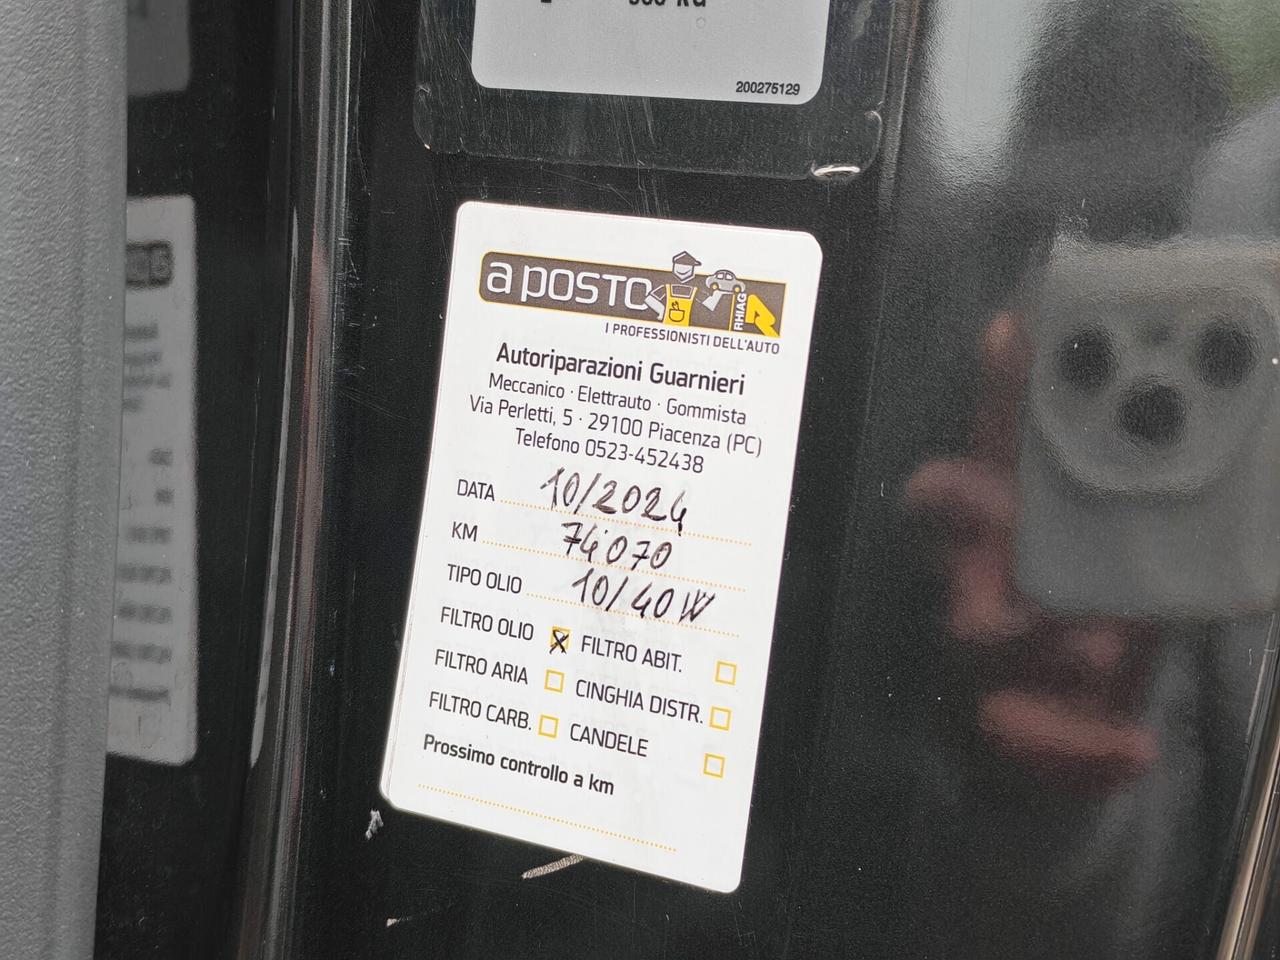 200275129
a posto
RHIAG
I PROFESSIONISTI DELL'AUTO
Autoriparazioni Guarnieri
Meccanico · Elettrauto · Gommista
Via Perletti, 5 · 29100 Piacenza (PC)
Telefono 0523-452438
DATA 10/2024
KM 74'070
TIPO OLIO 10/40W
FILTRO OLIO FILTRO ABIT.
FILTRO ARIA CINGHIA DISTR.
FILTRO CARB. CANDELE
Prossimo controllo a km